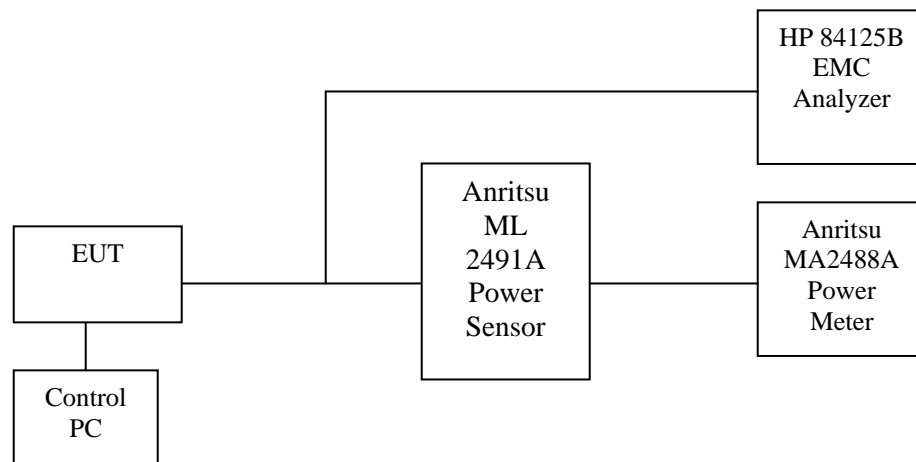 HP 84125B
EMC
Analyzer
Anritsu
ML
2491A
Power
Sensor
Anritsu
MA2488A
Power
Meter
EUT
Control
PC